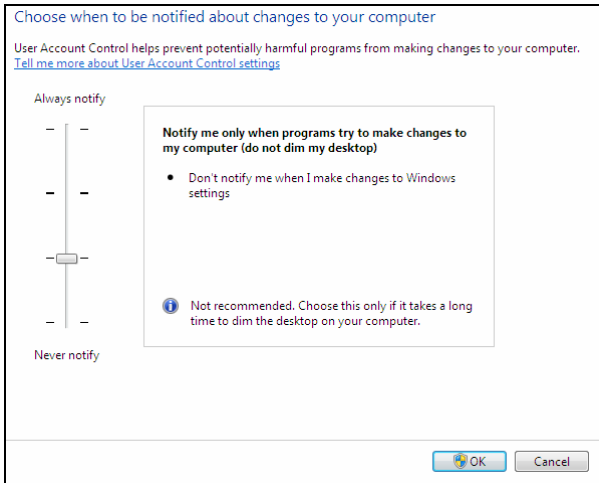 Choose when to be notified about changes to your computer
User Account Control helps prevent potentially harmful programs from making changes to your computer.
Tell me more about User Account Control settings
Always notify
Notify me only when programs try to make changes to
my computer (do not dim my desktop)
• Don't notify me when I make changes to Windows
settings
Not recommended. Choose this only if it takes a long
time to dim the desktop on your computer.
Never notify
OK
Cancel